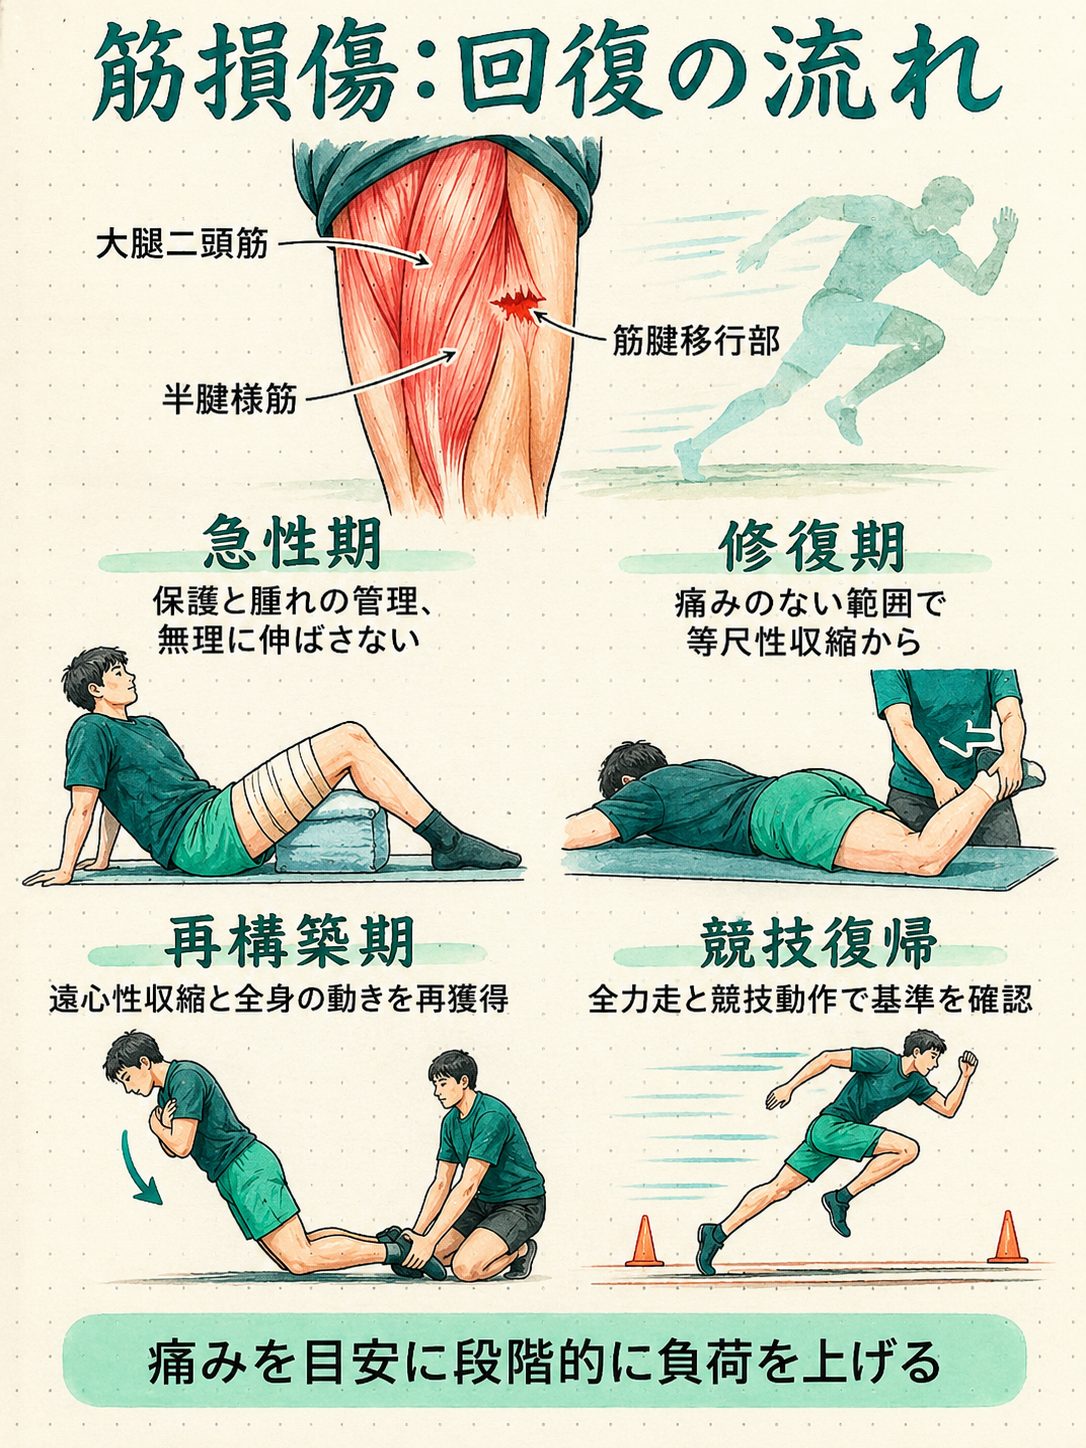 筋損傷：回復の流れ
大腿二頭筋
筋腱移行部
半腱様筋
急性期
保護と腫れの管理、
無理に伸ばさない
修復期
痛みのない範囲で
等尺性収縮から
再構築期
遠心性収縮と全身の動きを再獲得
競技復帰
全力走と競技動作で基準を確認
痛みを目安に段階的に負荷を上げる